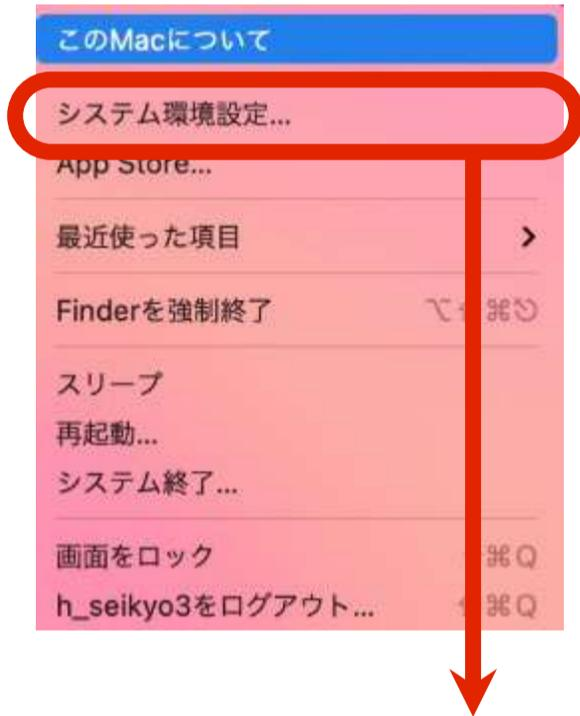 このMacについて
システム環境設定...
App Store...
最近使った項目
Finderを強制終了
スリープ
再起動...
システム終了...
画面をロック ⌘Q
h_seikyo3をログアウト... ⌘Q